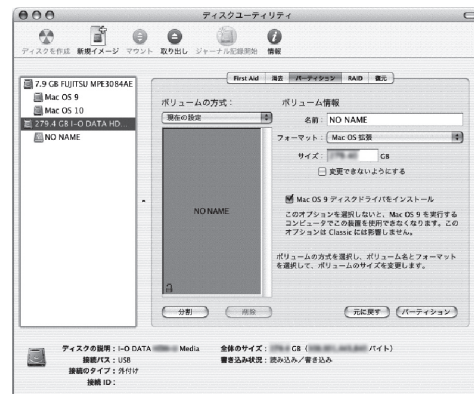 ディスクユーティリティ
ディスクを作成 新規イメージ マウント 取り出し ジャーナル記録開始 情報
7.9 GB FUJITSU MPE3084AE
Mac OS 9
Mac OS 10
279.4 GB I-O DATA HD...
NO NAME
First Aid 消去 パーティション RAID 復元
ボリュームの方式：
現在の設定
NO NAME
分割 削除
ボリューム情報
名前： NO NAME
フォーマット： Mac OS 拡張
サイズ： GB
変更できないようにする
Mac OS 9 ディスクドライバをインストール
このオプションを選択しないと、Mac OS 9 を実行する
コンピュータでこの装置を使用できなくなります。この
オプションは Classic には影響しません。
ボリュームの方式を選択し、ボリューム名とフォーマット
を選択して、ボリュームのサイズを変更します。
元に戻す パーティション
ディスクの説明：I-O DATA Media
接続バス：USB
接続のタイプ：外付け
接続 ID：
全体のサイズ： GB（ バイト）
書き込み状況：読み込み／書き込み